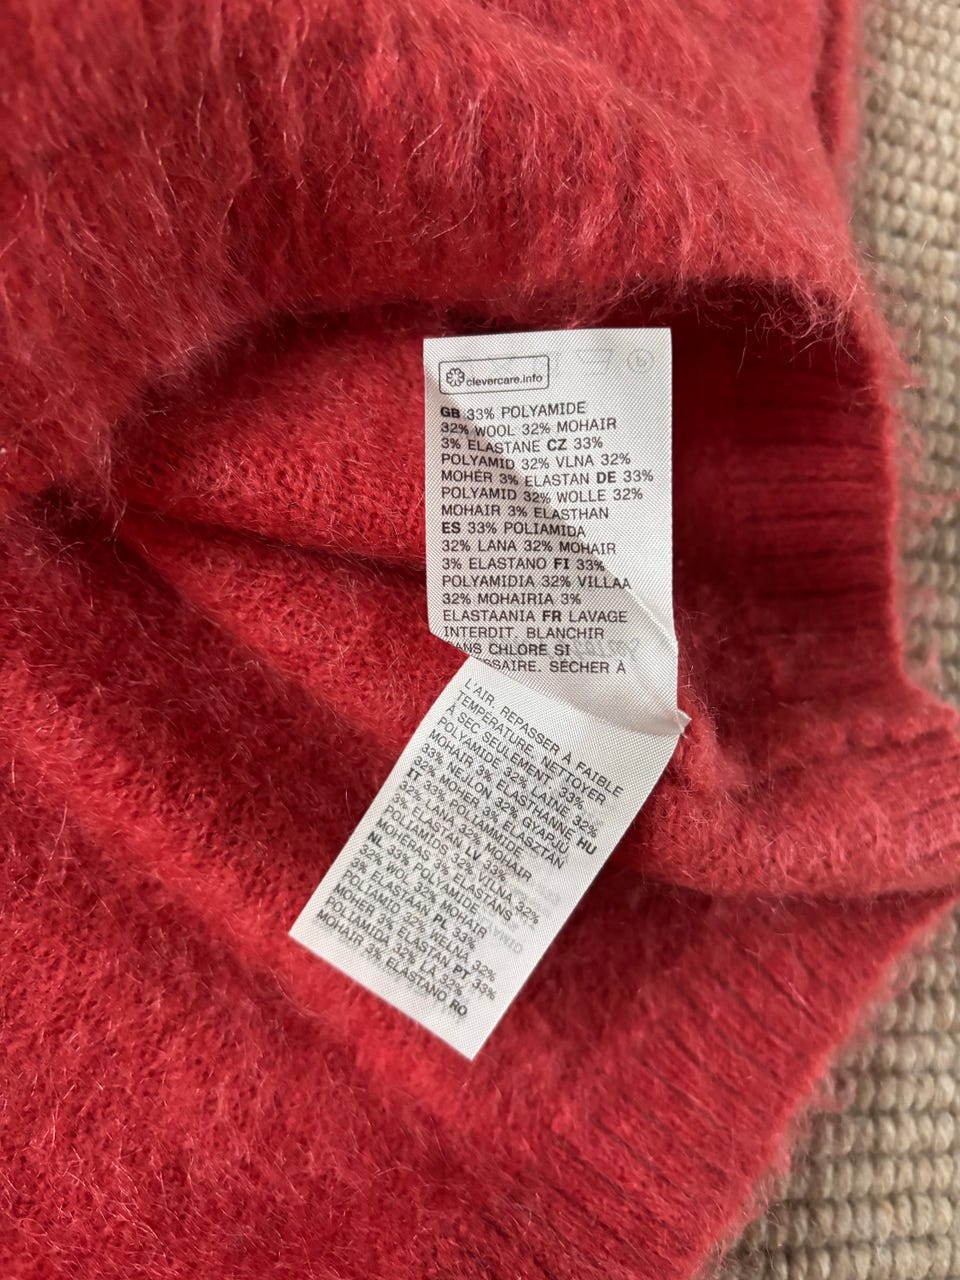 clevercare.info
GB 33% POLYAMIDE
32% WOOL 32% MOHAIR
3% ELASTANE CZ 33%
POLYAMID 32% VLNA 32%
MOHÉR 3% ELASTAN DE 33%
POLYAMID 32% WOLLE 32%
MOHAIR 3% ELASTHAN
ES 33% POLIAMIDA
32% LANA 32% MOHAIR
3% ELASTANO FI 33%
POLYAMIDIA 32% VILLAA
32% MOHAIRIA 3%
ELASTAANIA FR LAVAGE
INTERDIT, BLANCHIR
SANS CHLORE SI
SÉCHER À
L'AIR, REPASSER À FAIBLE
TEMPÉRATURE, NETTOYER
À SEC SEULEMENT 33%
POLYAMIDE 32% LAINE 32%
MOHAIR 3% ÉLASTHANNE HU
33% NEJLON 32% GYAPJÚ
32% MOHER 3% ELASZTÁN
IT 33% POLIAMMIDE
32% LANA 32% MOHAIR
3% ELASTAN LV 33%
POLIAMĪDS 32% VILNA 32%
MOHĒRAS 3% ELASTĀNS
NL 33% POLYAMIDE
32% WOL 32% MOHAIR
3% ELASTAAN PL 33%
POLIAMID 32% WEŁNA 32%
MOHER 3% ELASTAN PT 33%
POLIAMIDA 32% LÃ 32%
MOHAIR 3% ELASTANO RO